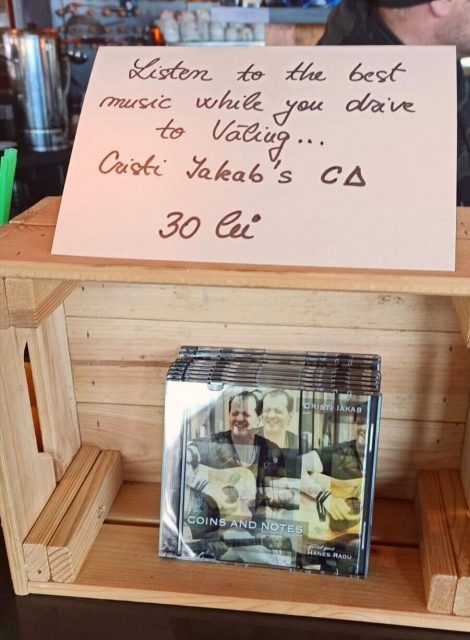 Listen to the best
music while you drive
to Văliug...
Cristi Iakab's CD
30 lei
CRISTI IAKAB
COINS AND NOTES
HANES RADU